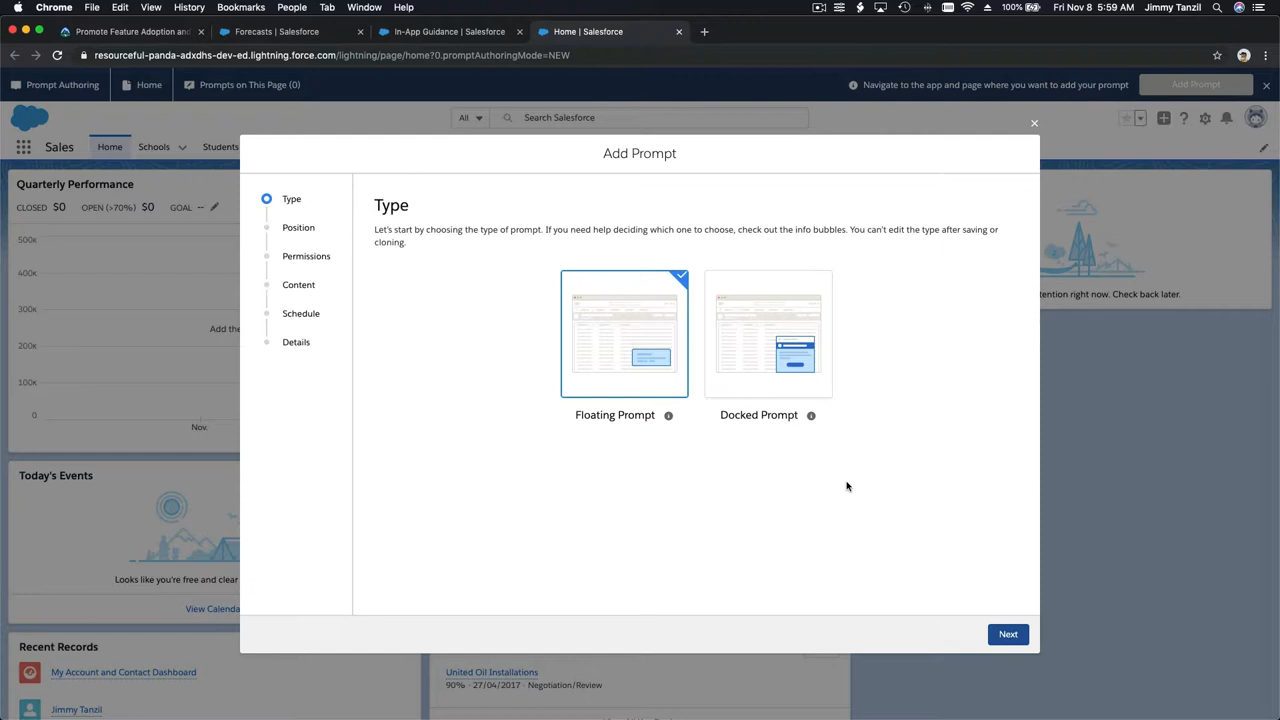 Chrome File Edit View History Bookmarks People Tab Window Help 100% Fri Nov 8 5:59 AM Jimmy Tanzil
Promote Feature Adoption and Forecasts | Salesforce In-App Guidance | Salesforce Home | Salesforce
resourceful-panda-adxdhs-dev-ed.lightning.force.com/lightning/page/home?0.promptAuthoringMode=NEW
Prompt Authoring Home Prompts on This Page (0) Navigate to the app and page where you want to add your prompt Add Prompt
All Search Salesforce
Sales Home Schools Students
Add Prompt
Quarterly Performance
CLOSED $0 OPEN (>70%) $0 GOAL --
500K
400K
300K
200K
100K
0
Add the
Nov
Type
Position
Permissions
Content
Schedule
Details
Type
Let's start by choosing the type of prompt. If you need help deciding which one to choose, check out the info bubbles. You can't edit the type after saving or
cloning.
Floating Prompt
Docked Prompt
tention right now. Check back later.
Today's Events
Looks like you're free and clear
View Calenda
Next
Recent Records
My Account and Contact Dashboard
Jimmy Tanzil
United Oil Installations
90% · 27/04/2017 · Negotiation/Review